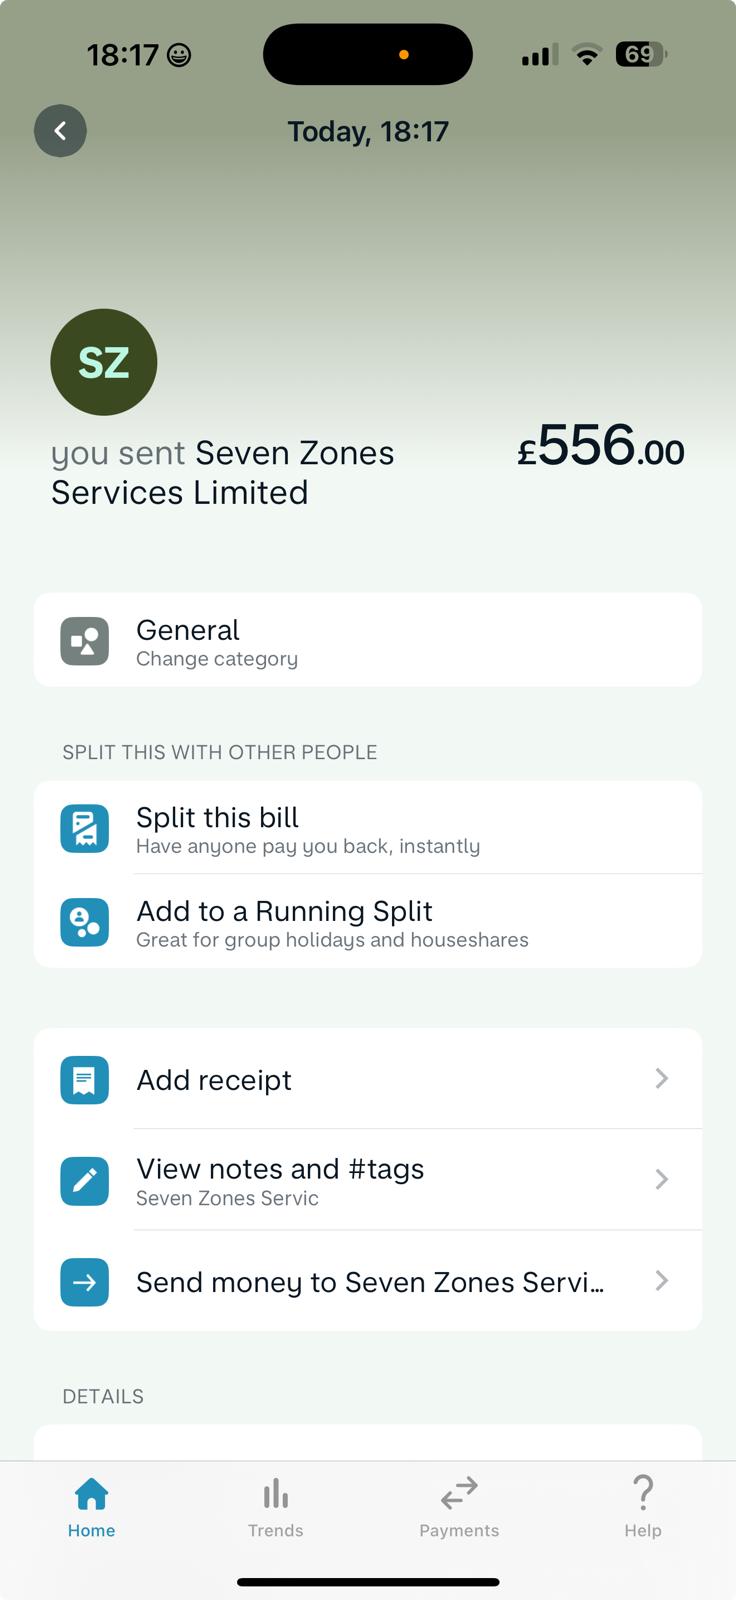 18:17
69
Today, 18:17
SZ
you sent Seven Zones
Services Limited
£556.00
General
Change category
SPLIT THIS WITH OTHER PEOPLE
Split this bill
Have anyone pay you back, instantly
Add to a Running Split
Great for group holidays and houseshares
Add receipt
View notes and #tags
Seven Zones Servic
Send money to Seven Zones Servi...
DETAILS
Home
Trends
Payments
Help